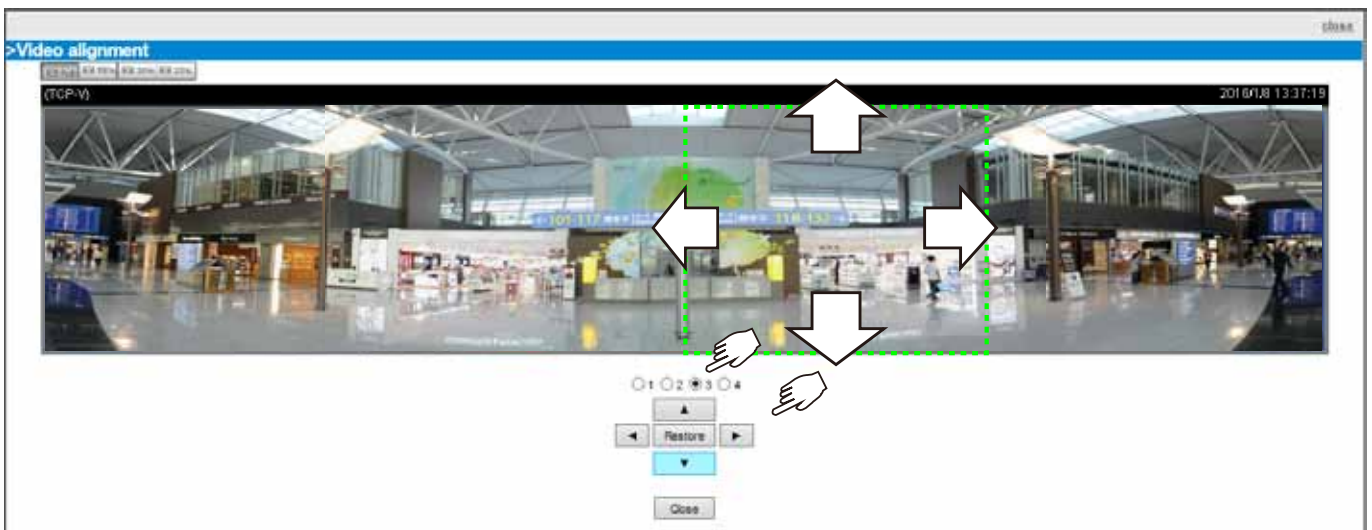 close
>Video alignment
(TCP-V) 2016/1/8 13:37:19
101-117 118-132
1 2 3 4
▲
◄ Restore ►
▼
Close